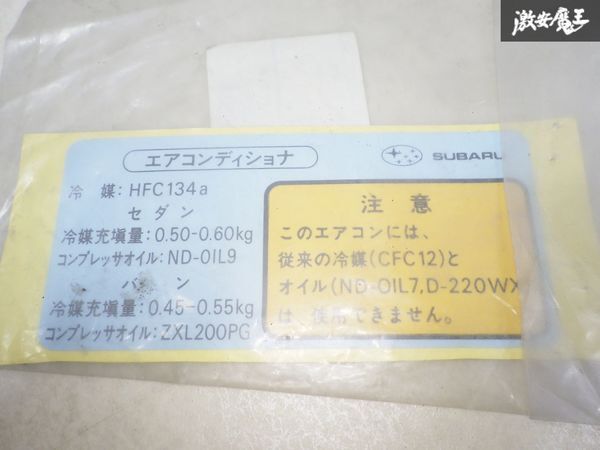 激安魔王
エアコンディショナ
SUBARU
冷 媒:HFC134a
セダン
冷媒充塡量:0.50-0.60kg
コンプレッサオイル:ND-OIL9
バン
冷媒充塡量:0.45-0.55kg
コンプレッサオイル:ZXL200PG
注 意
このエアコンには、
従来の冷媒(CFC12)と
オイル(ND-OIL7,D-220WX
は、使用できません。